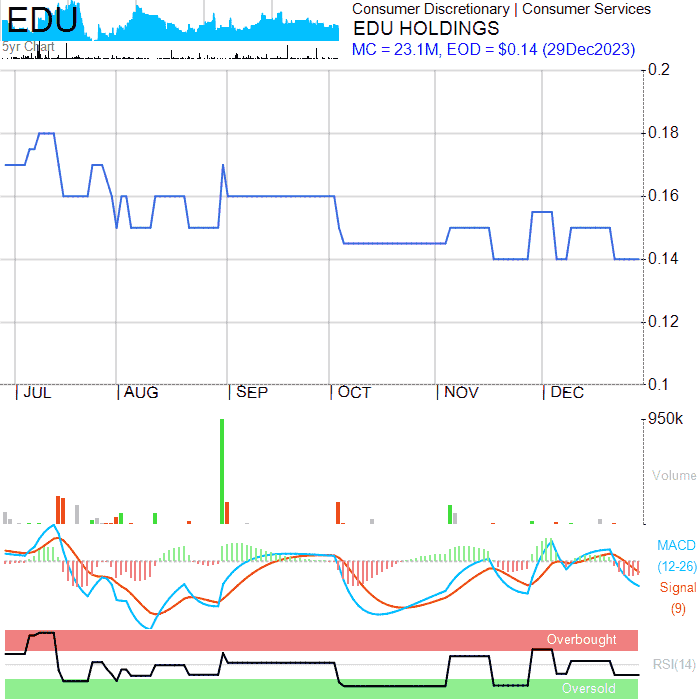 EDU
5yr Chart
Consumer Discretionary | Consumer Services
EDU HOLDINGS
MC = 23.1M, EOD = $0.14 (29Dec2023)
0.2
0.18
0.16
0.14
0.12
0.1
| JUL | AUG | SEP | OCT | NOV | DEC
950k
Volume
MACD
(12-26)
Signal
(9)
Overbought
RSI(14)
Oversold